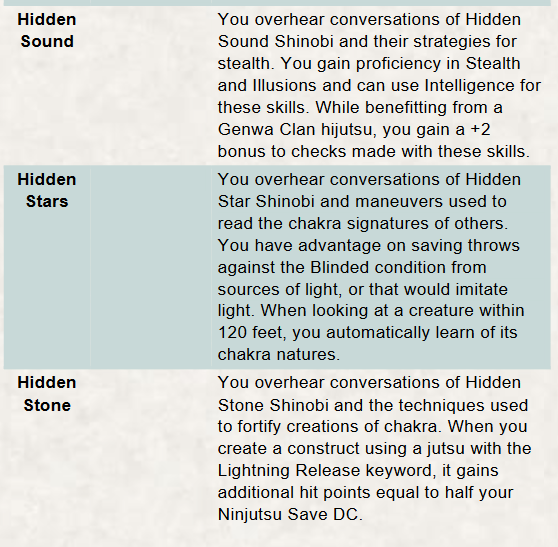 Hidden
Sound
You overhear conversations of Hidden
Sound Shinobi and their strategies for
stealth. You gain proficiency in Stealth
and Illusions and can use Intelligence for
these skills. While benefitting from a
Genwa Clan hijutsu, you gain a +2
bonus to checks made with these skills.
Hidden
Stars
You overhear conversations of Hidden
Star Shinobi and maneuvers used to
read the chakra signatures of others.
You have advantage on saving throws
against the Blinded condition from
sources of light, or that would imitate
light. When looking at a creature within
120 feet, you automatically learn of its
chakra natures.
Hidden
Stone
You overhear conversations of Hidden
Stone Shinobi and the techniques used
to fortify creations of chakra. When you
create a construct using a jutsu with the
Lightning Release keyword, it gains
additional hit points equal to half your
Ninjutsu Save DC.